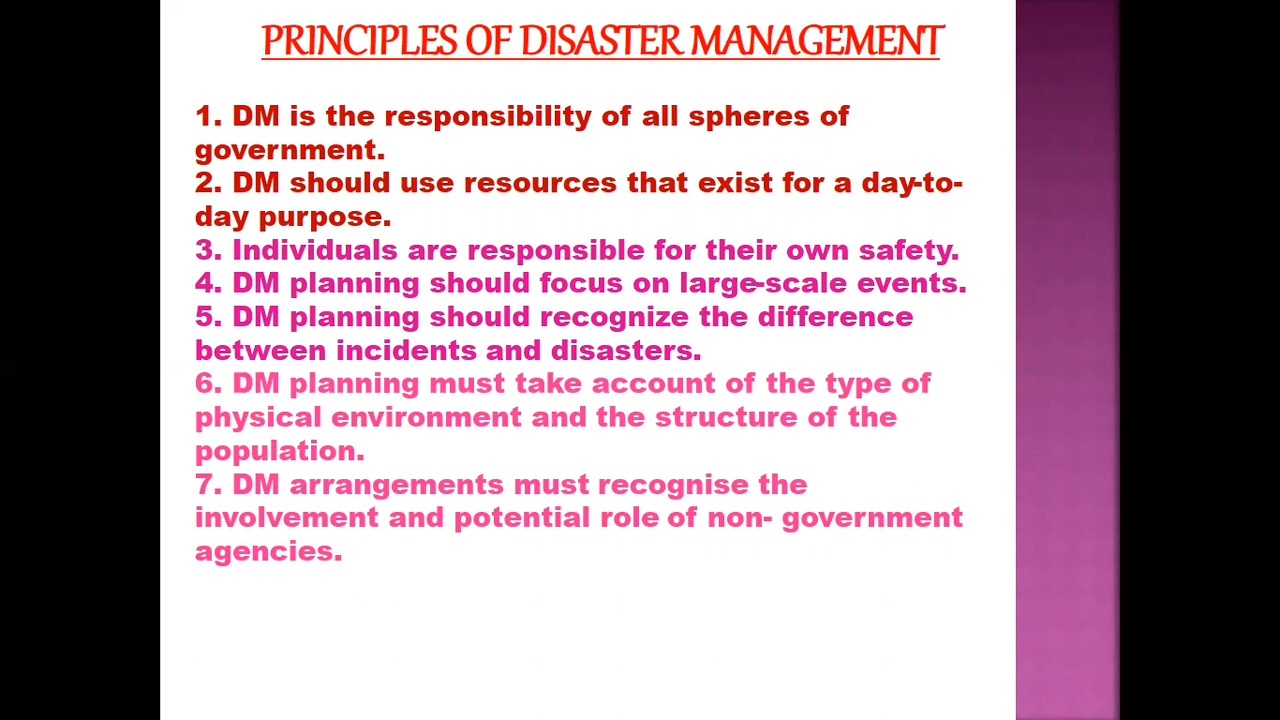 PRINCIPLES OF DISASTER MANAGEMENT
1. DM is the responsibility of all spheres of
government.
2. DM should use resources that exist for a day-to-
day purpose.
3. Individuals are responsible for their own safety.
4. DM planning should focus on large-scale events.
5. DM planning should recognize the difference
between incidents and disasters.
6. DM planning must take account of the type of
physical environment and the structure of the
population.
7. DM arrangements must recognise the
involvement and potential role of non- government
agencies.